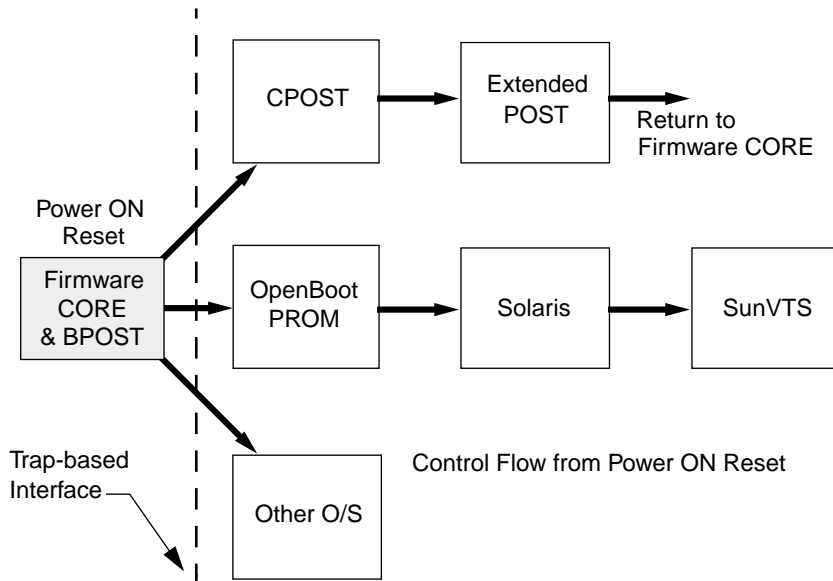 CPOST
Extended
POST
Return to
Firmware CORE
Power ON
Reset
Firmware
CORE
& BPOST
OpenBoot
PROM
Solaris
SunVTS
Trap-based
Interface
Other O/S
Control Flow from Power ON Reset